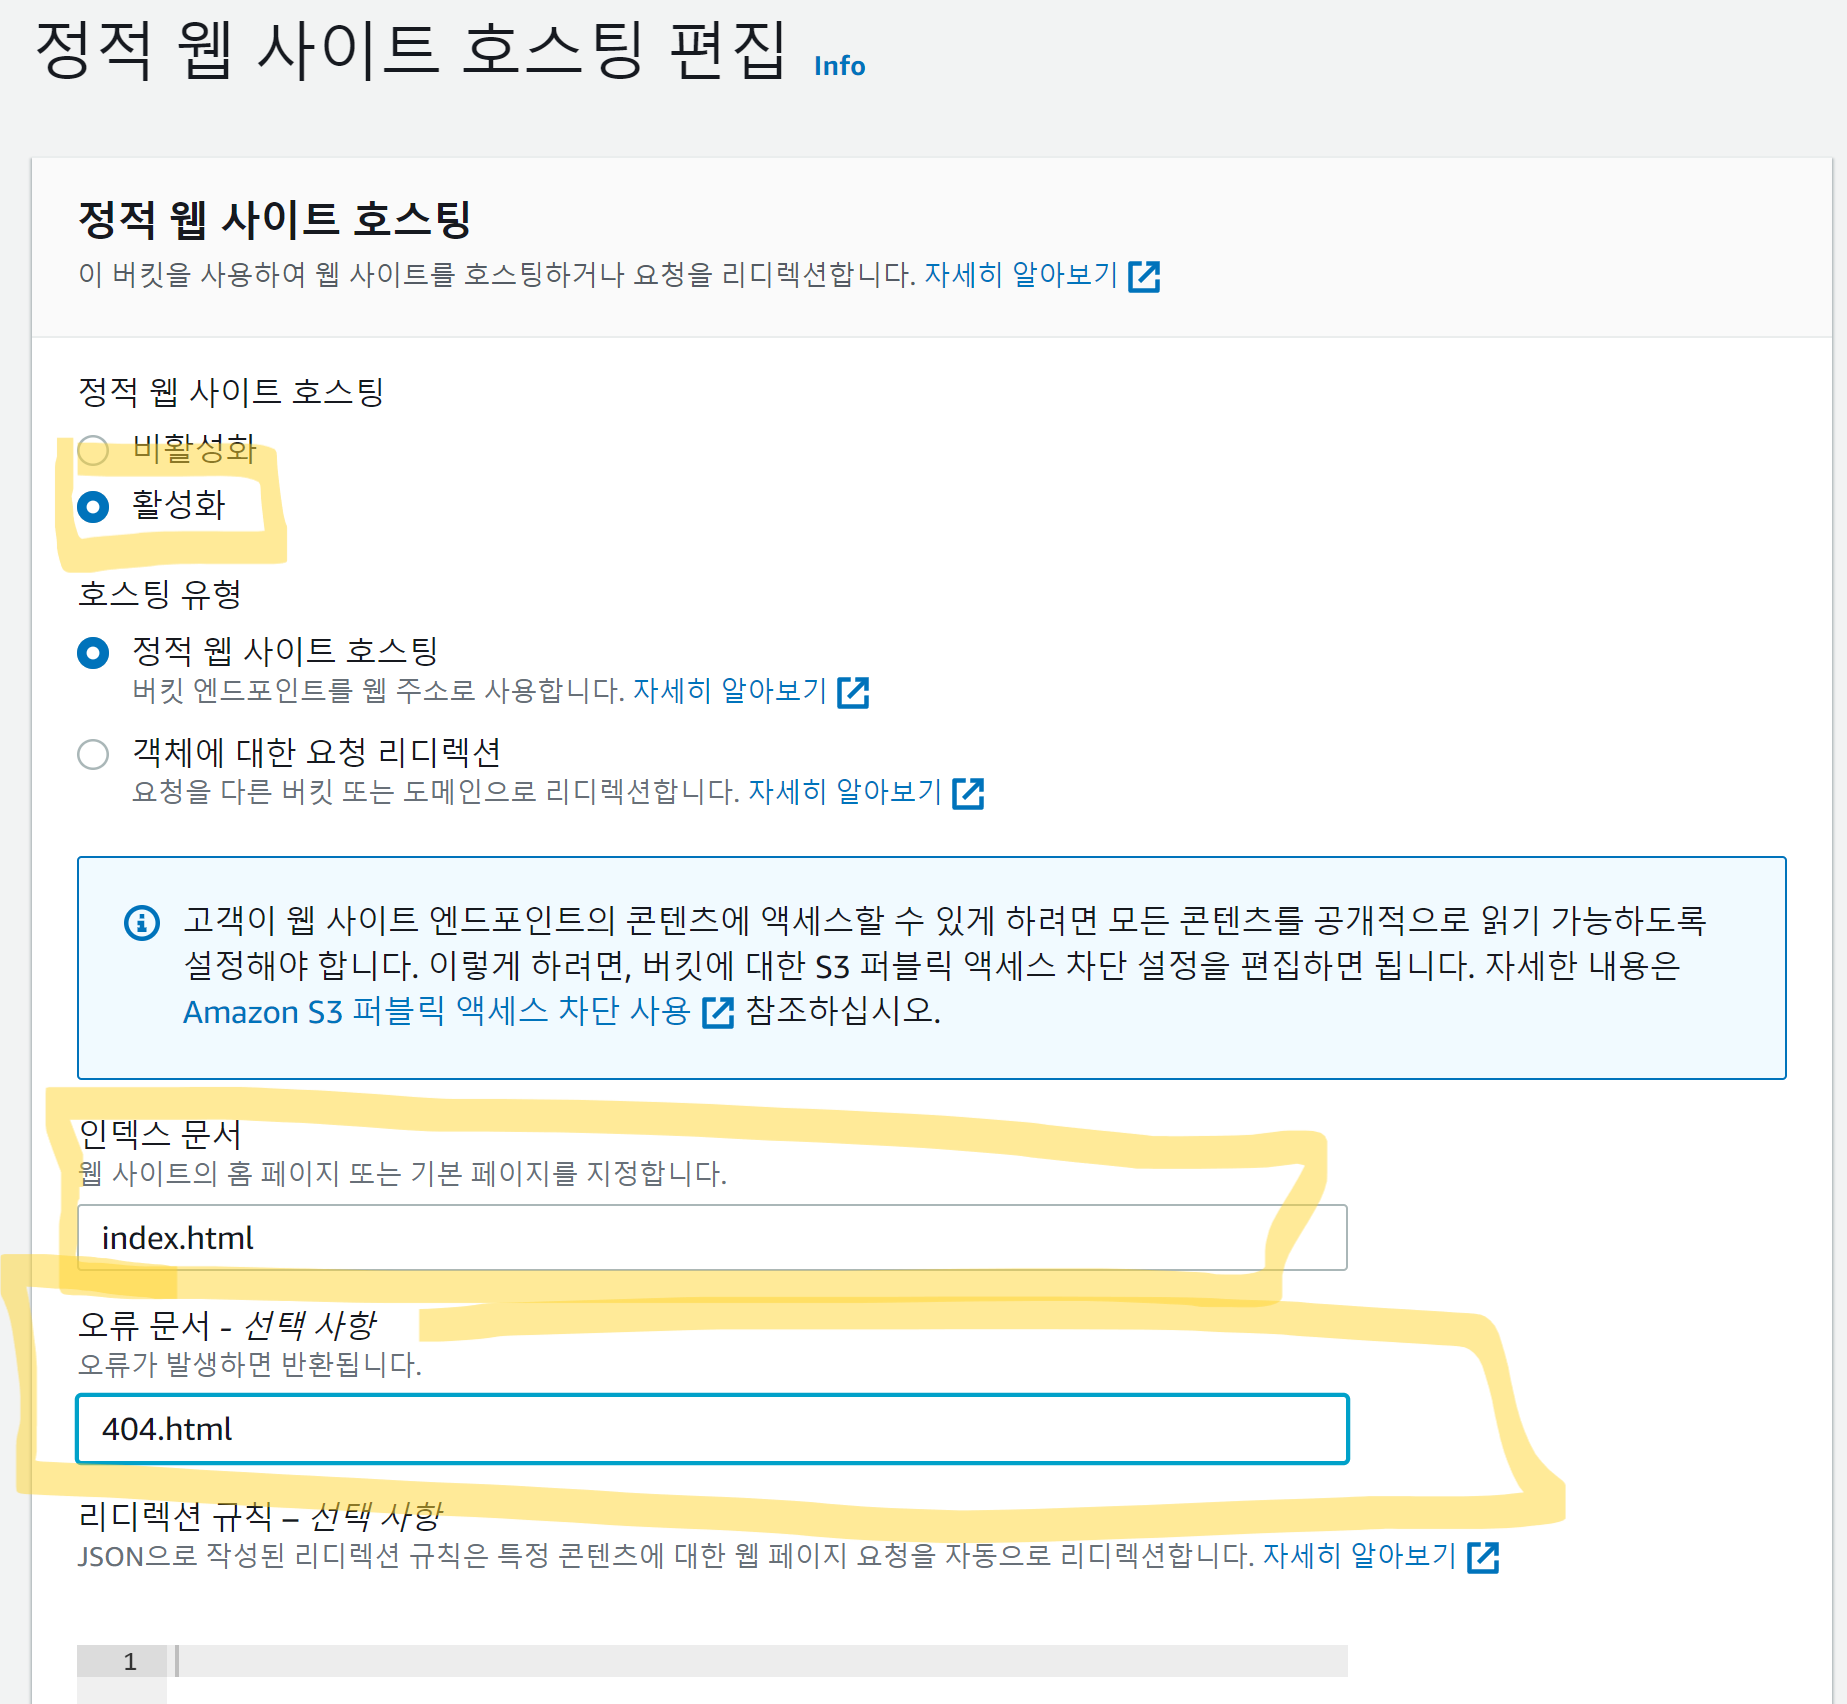 정적 웹 사이트 호스팅 편집 Info
정적 웹 사이트 호스팅
이 버킷을 사용하여 웹 사이트를 호스팅하거나 요청을 리디렉션합니다. 자세히 알아보기
정적 웹 사이트 호스팅
비활성화
활성화
호스팅 유형
정적 웹 사이트 호스팅
버킷 엔드포인트를 웹 주소로 사용합니다. 자세히 알아보기
객체에 대한 요청 리디렉션
요청을 다른 버킷 또는 도메인으로 리디렉션합니다. 자세히 알아보기
고객이 웹 사이트 엔드포인트의 콘텐츠에 액세스할 수 있게 하려면 모든 콘텐츠를 공개적으로 읽기 가능하도록
설정해야 합니다. 이렇게 하려면, 버킷에 대한 S3 퍼블릭 액세스 차단 설정을 편집하면 됩니다. 자세한 내용은
Amazon S3 퍼블릭 액세스 차단 사용 참조하십시오.
인덱스 문서
웹 사이트의 홈 페이지 또는 기본 페이지를 지정합니다.
index.html
오류 문서 - 선택 사항
오류가 발생하면 반환됩니다.
404.html
리디렉션 규칙 – 선택 사항
JSON으로 작성된 리디렉션 규칙은 특정 콘텐츠에 대한 웹 페이지 요청을 자동으로 리디렉션합니다. 자세히 알아보기
1